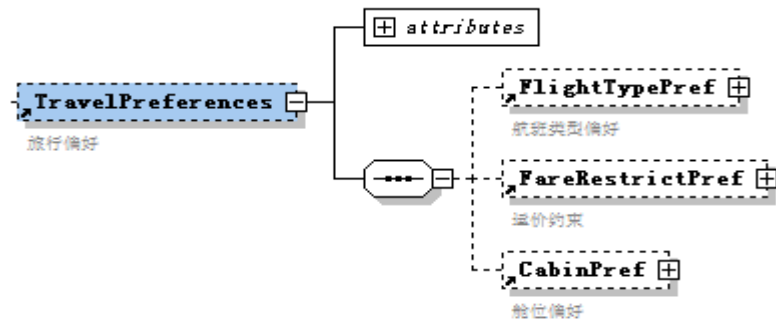 attributes
TravelPreferences
旅行偏好
FlightTypePref
航班类型偏好
FareRestrictPref
运价约束
CabinPref
舱位偏好